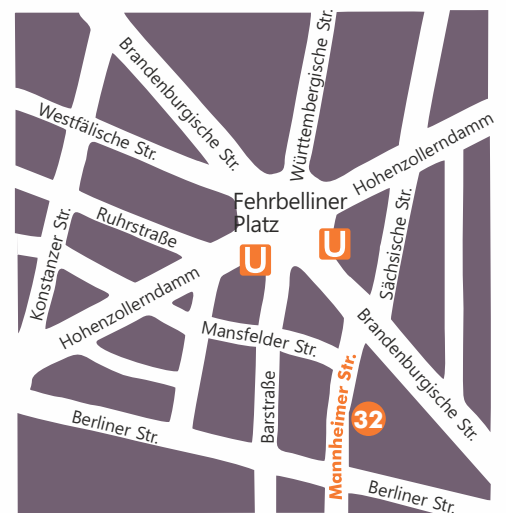 Brandenburgische Str.
Württembergische Str.
Westfälische Str.
Hohenzollerndamm
Fehrbelliner
Platz
Ruhrstraße
Konstanzer Str.
Sächsische Str.
U
U
Hohenzollerndamm
Mansfelder Str.
Brandenburgische Str.
Barstraße
Mannheimer Str.
32
Berliner Str.
Berliner Str.